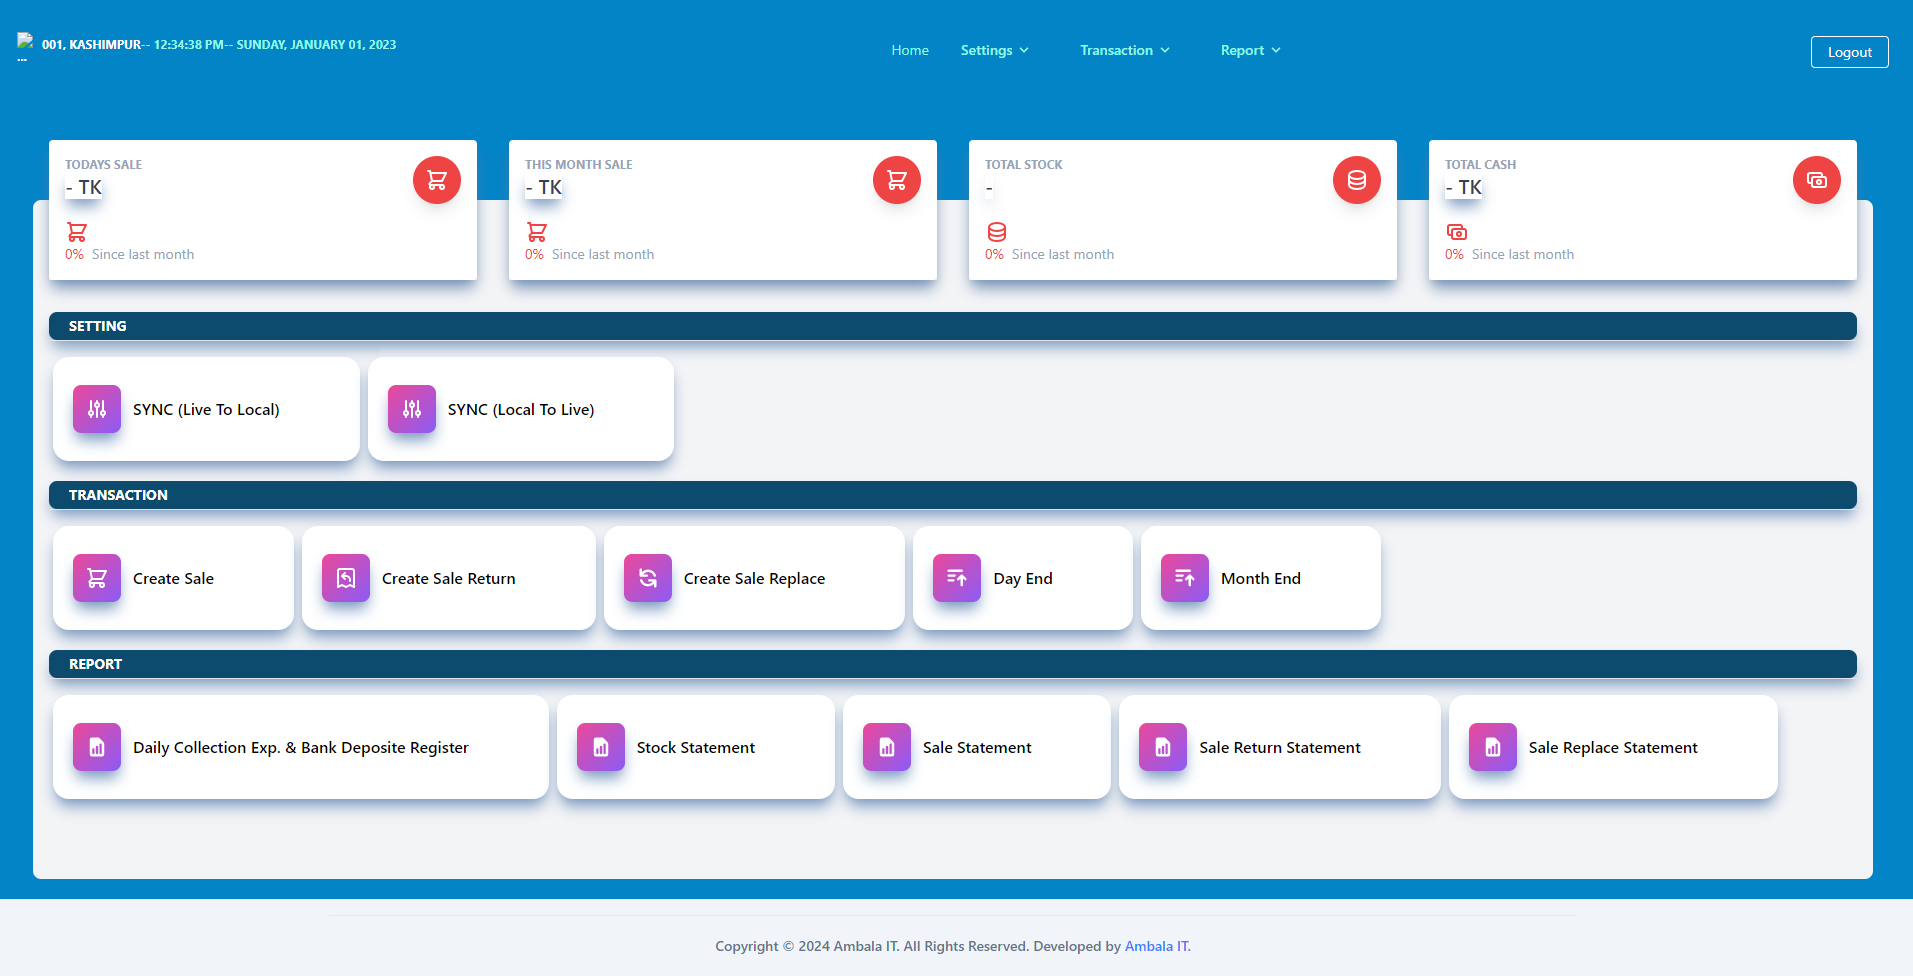 001, KASHIMPUR-- 12:34:38 PM-- SUNDAY, JANUARY 01, 2023
...
Home
Settings
Transaction
Report
Logout
TODAYS SALE
- TK
0% Since last month
THIS MONTH SALE
- TK
0% Since last month
TOTAL STOCK
-
0% Since last month
TOTAL CASH
- TK
0% Since last month
SETTING
SYNC (Live To Local)
SYNC (Local To Live)
TRANSACTION
Create Sale
Create Sale Return
Create Sale Replace
Day End
Month End
REPORT
Daily Collection Exp. & Bank Deposite Register
Stock Statement
Sale Statement
Sale Return Statement
Sale Replace Statement
Copyright © 2024 Ambala IT. All Rights Reserved. Developed by Ambala IT.